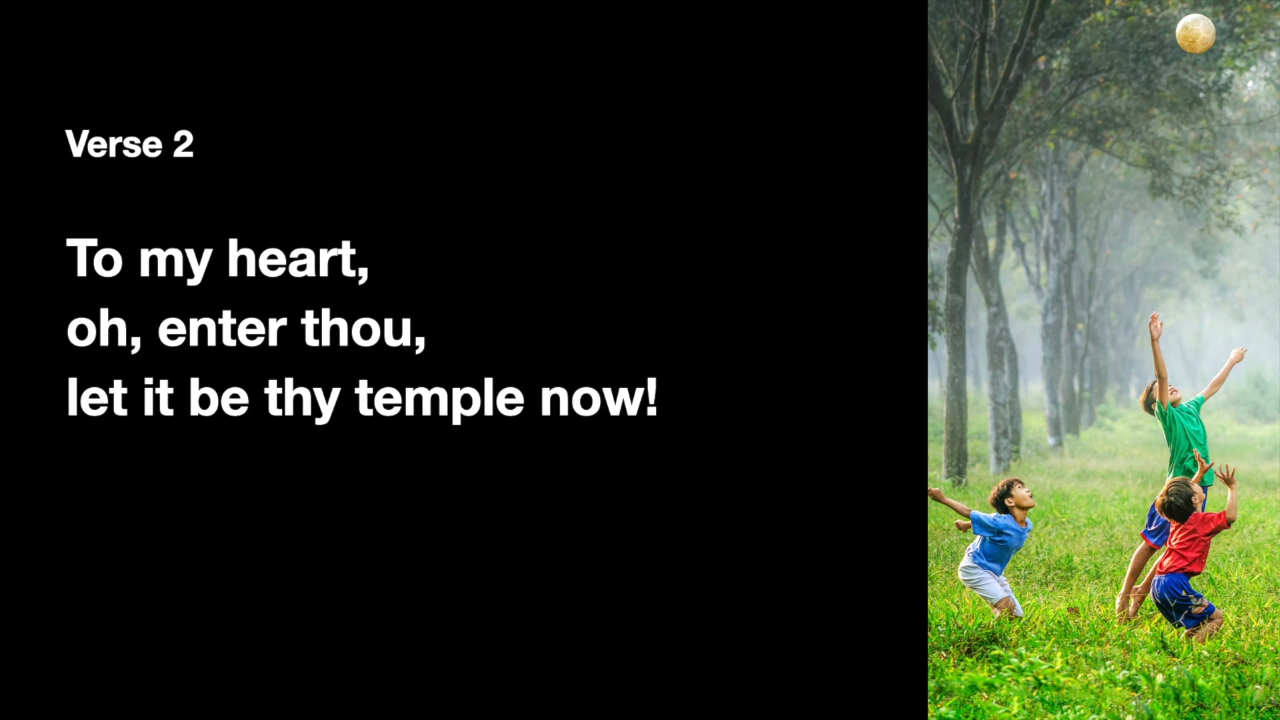 Verse 2
To my heart,
oh, enter thou,
let it be thy temple now!